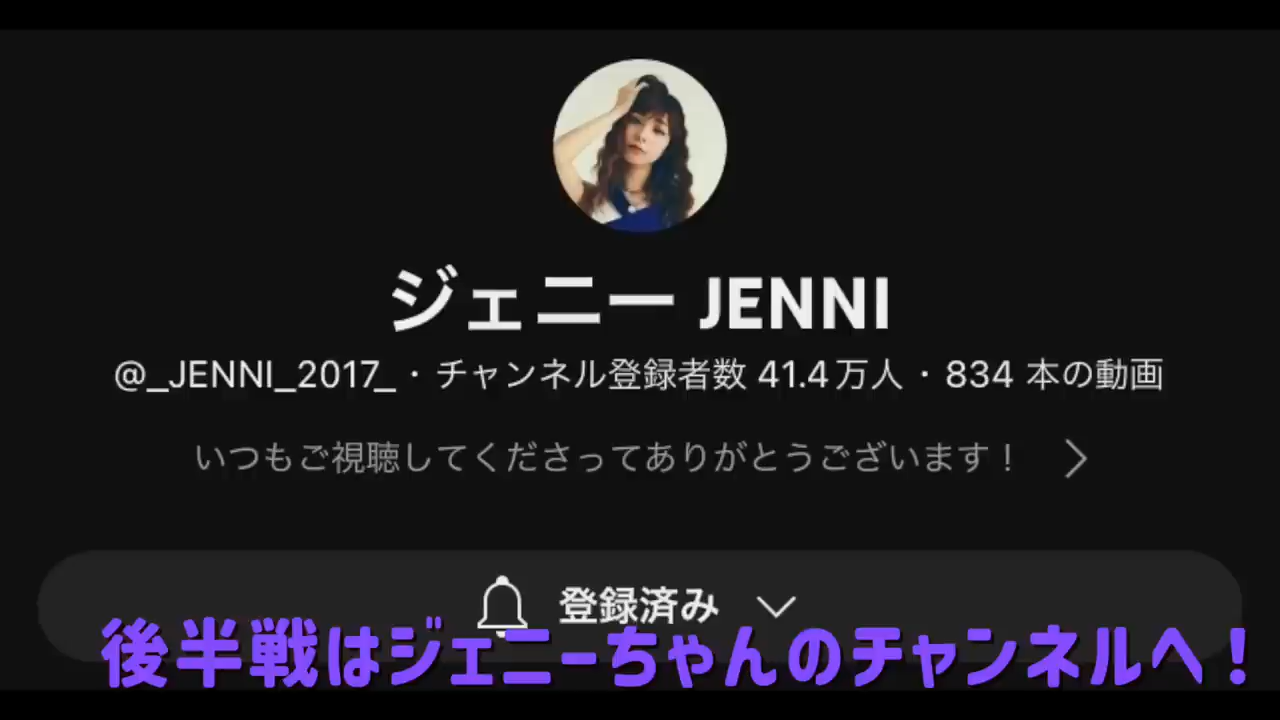 ジェニー JENNI
@_JENNI_2017_・チャンネル登録者数 41.4万人・834 本の動画
いつもご視聴してくださってありがとうございます！
登録済み
後半戦はジェニーちゃんのチャンネルへ！